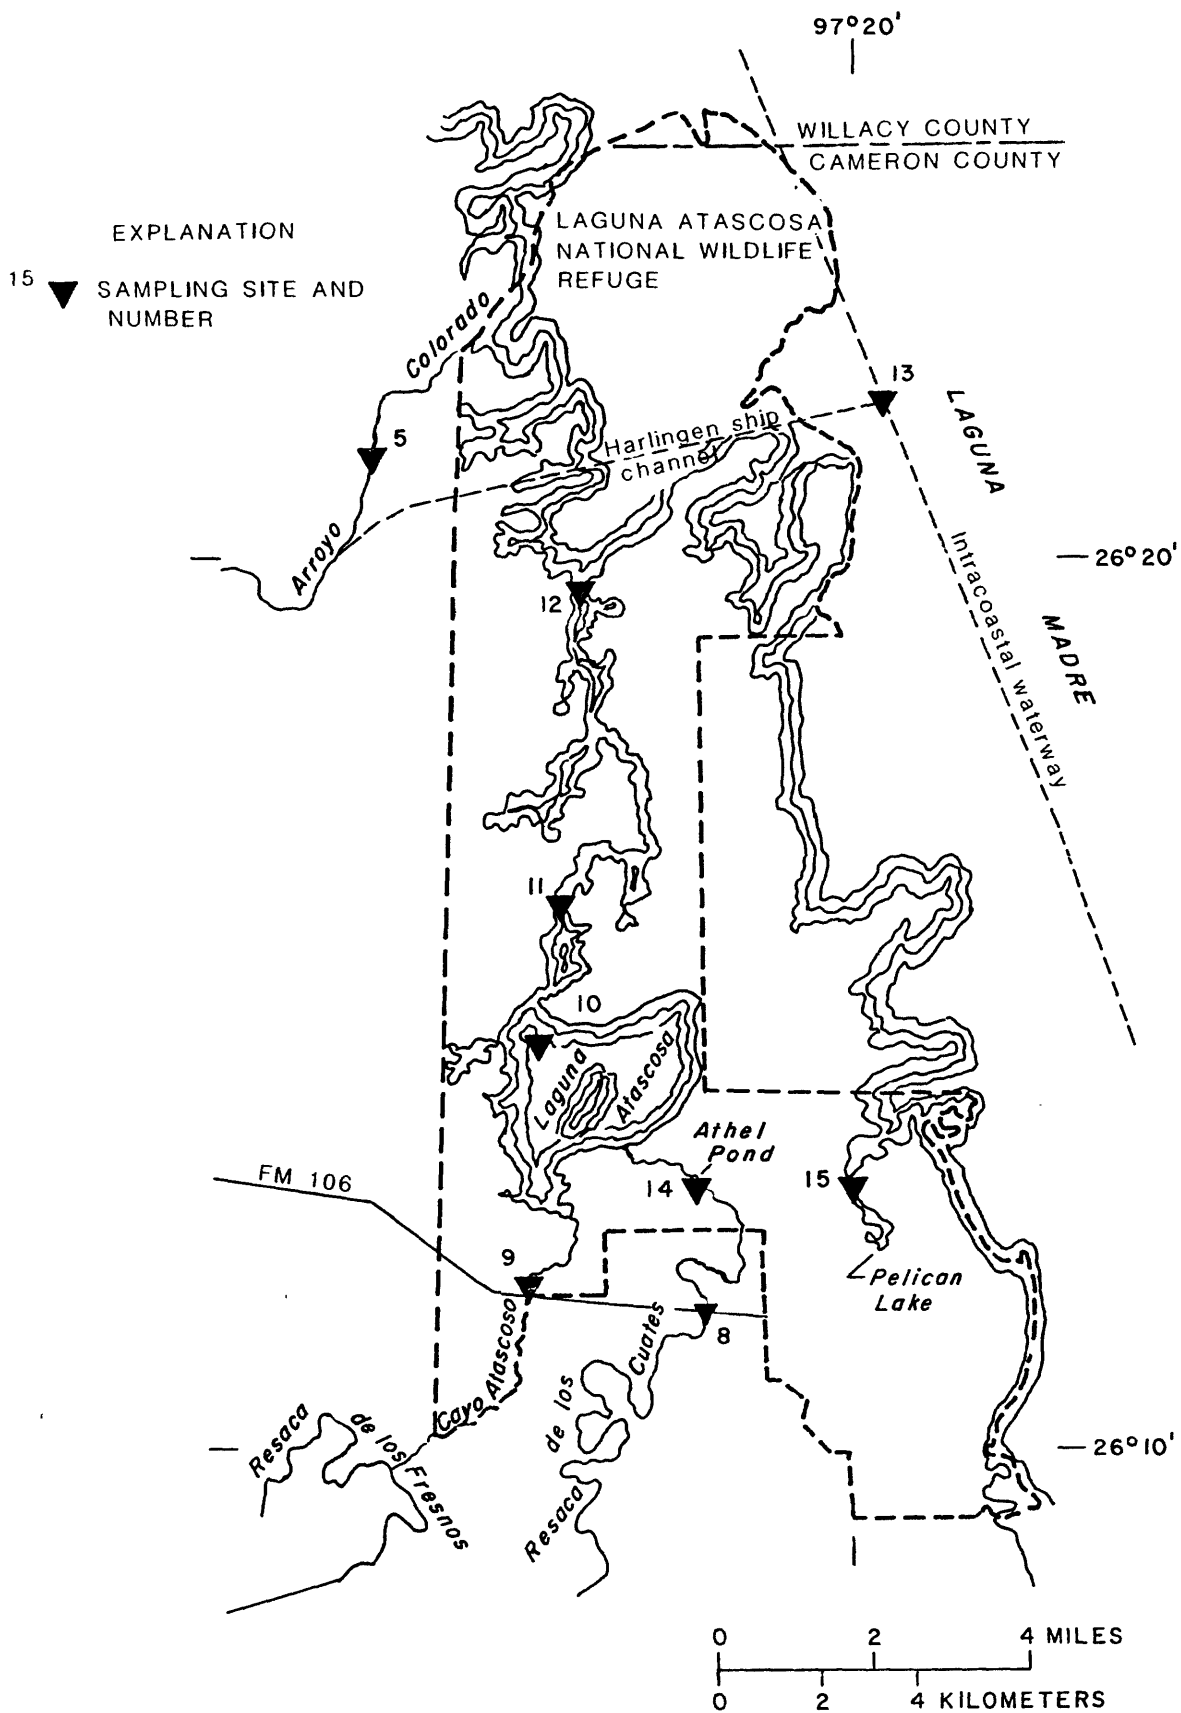 97°20'
WILLACY COUNTY
CAMERON COUNTY
EXPLANATION
15
SAMPLING SITE AND
NUMBER
LAGUNA ATASCOSA
NATIONAL WILDLIFE
REFUGE
Arroyo Colorado
5
13
Harlingen ship
channel
LAGUNA MADRE
Intracoastal waterway
26°20'
12
11
10
Laguna
Atascosa
Athel
Pond
14
15
FM 106
9
Pelican
Lake
8
Cayo Atascoso
Resaca de los Cuates
Resaca de los Fresnos
26°10'
0 2 4 MILES
0 2 4 KILOMETERS